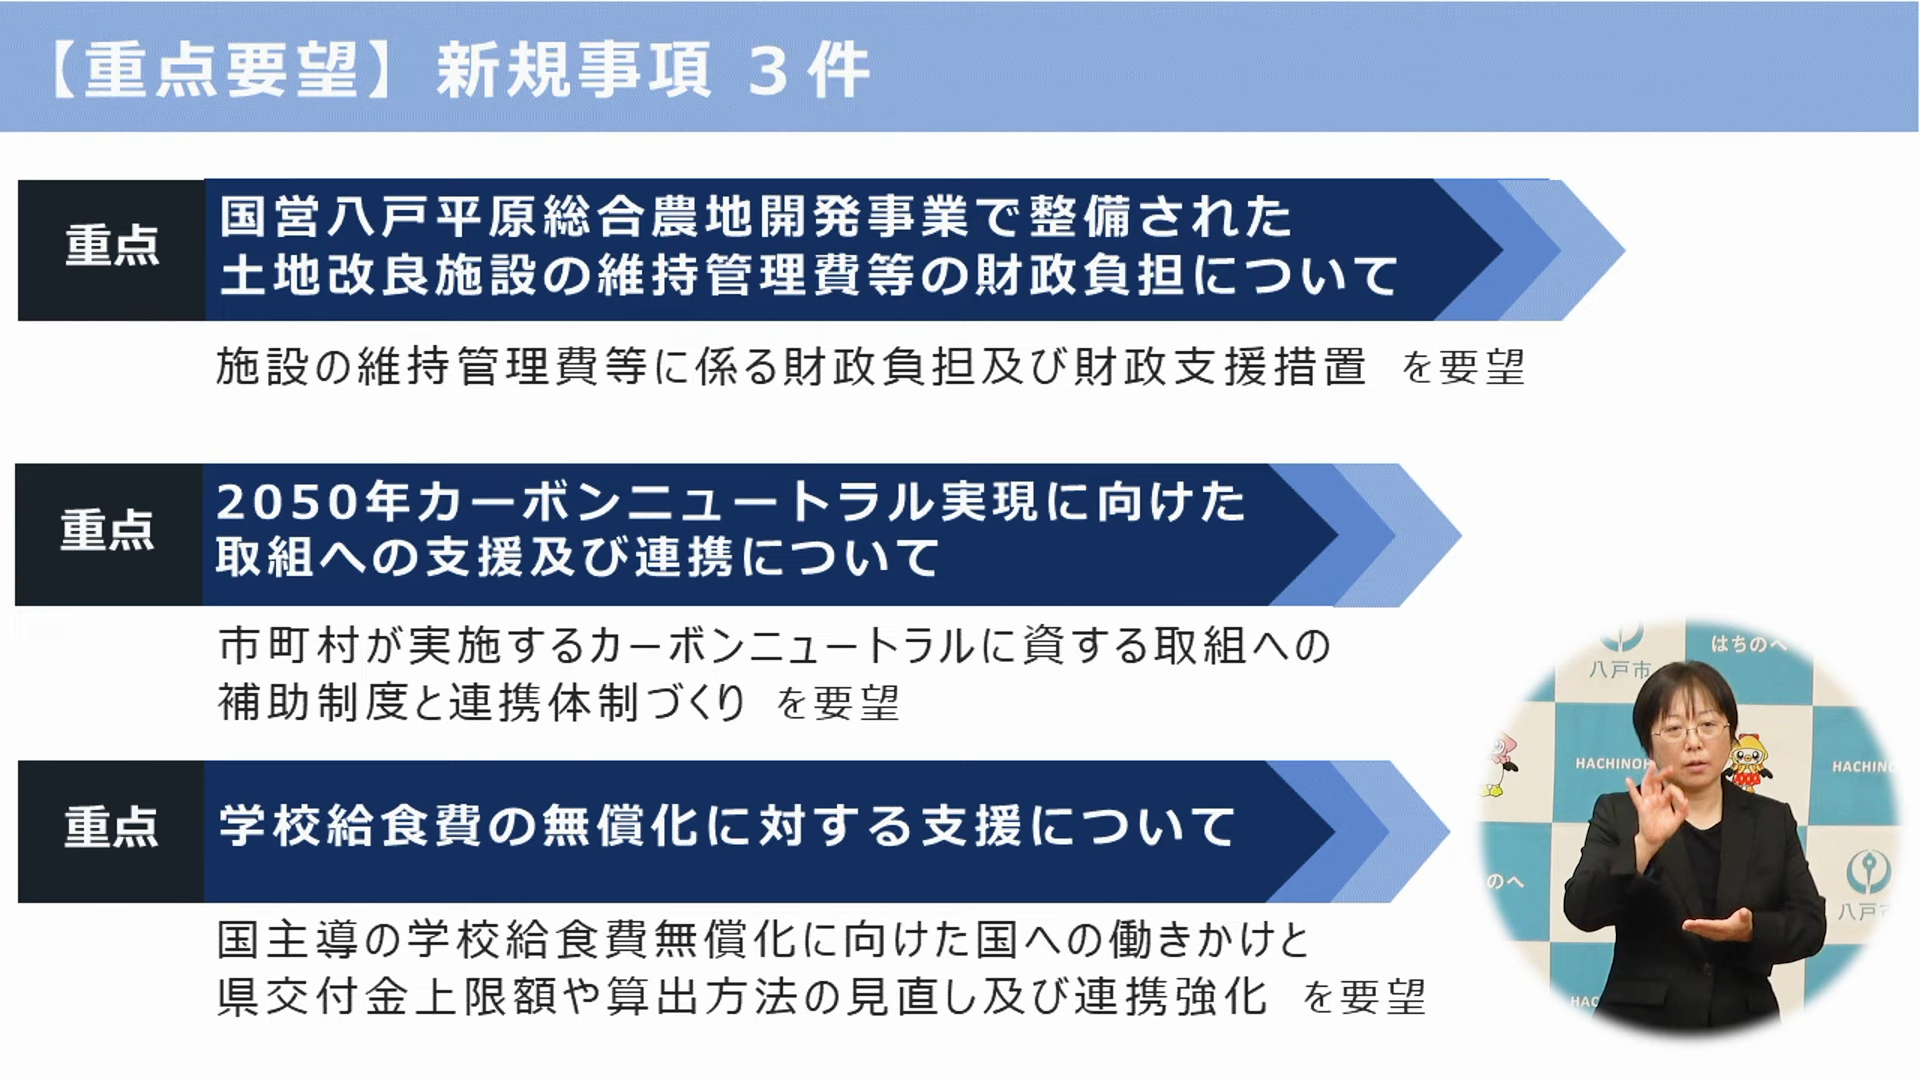 【重点要望】新規事項 3件
重点
国営八戸平原総合農地開発事業で整備された
土地改良施設の維持管理費等の財政負担について
施設の維持管理費等に係る財政負担及び財政支援措置 を要望
重点
2050年カーボンニュートラル実現に向けた
取組への支援及び連携について
市町村が実施するカーボンニュートラルに資する取組への
補助制度と連携体制づくり を要望
重点
学校給食費の無償化に対する支援について
国主導の学校給食費無償化に向けた国への働きかけと
県交付金上限額や算出方法の見直し及び連携強化 を要望
八戸市
はちのへ
HACHINOH
HACHIN
のへ
八戸市
HAC